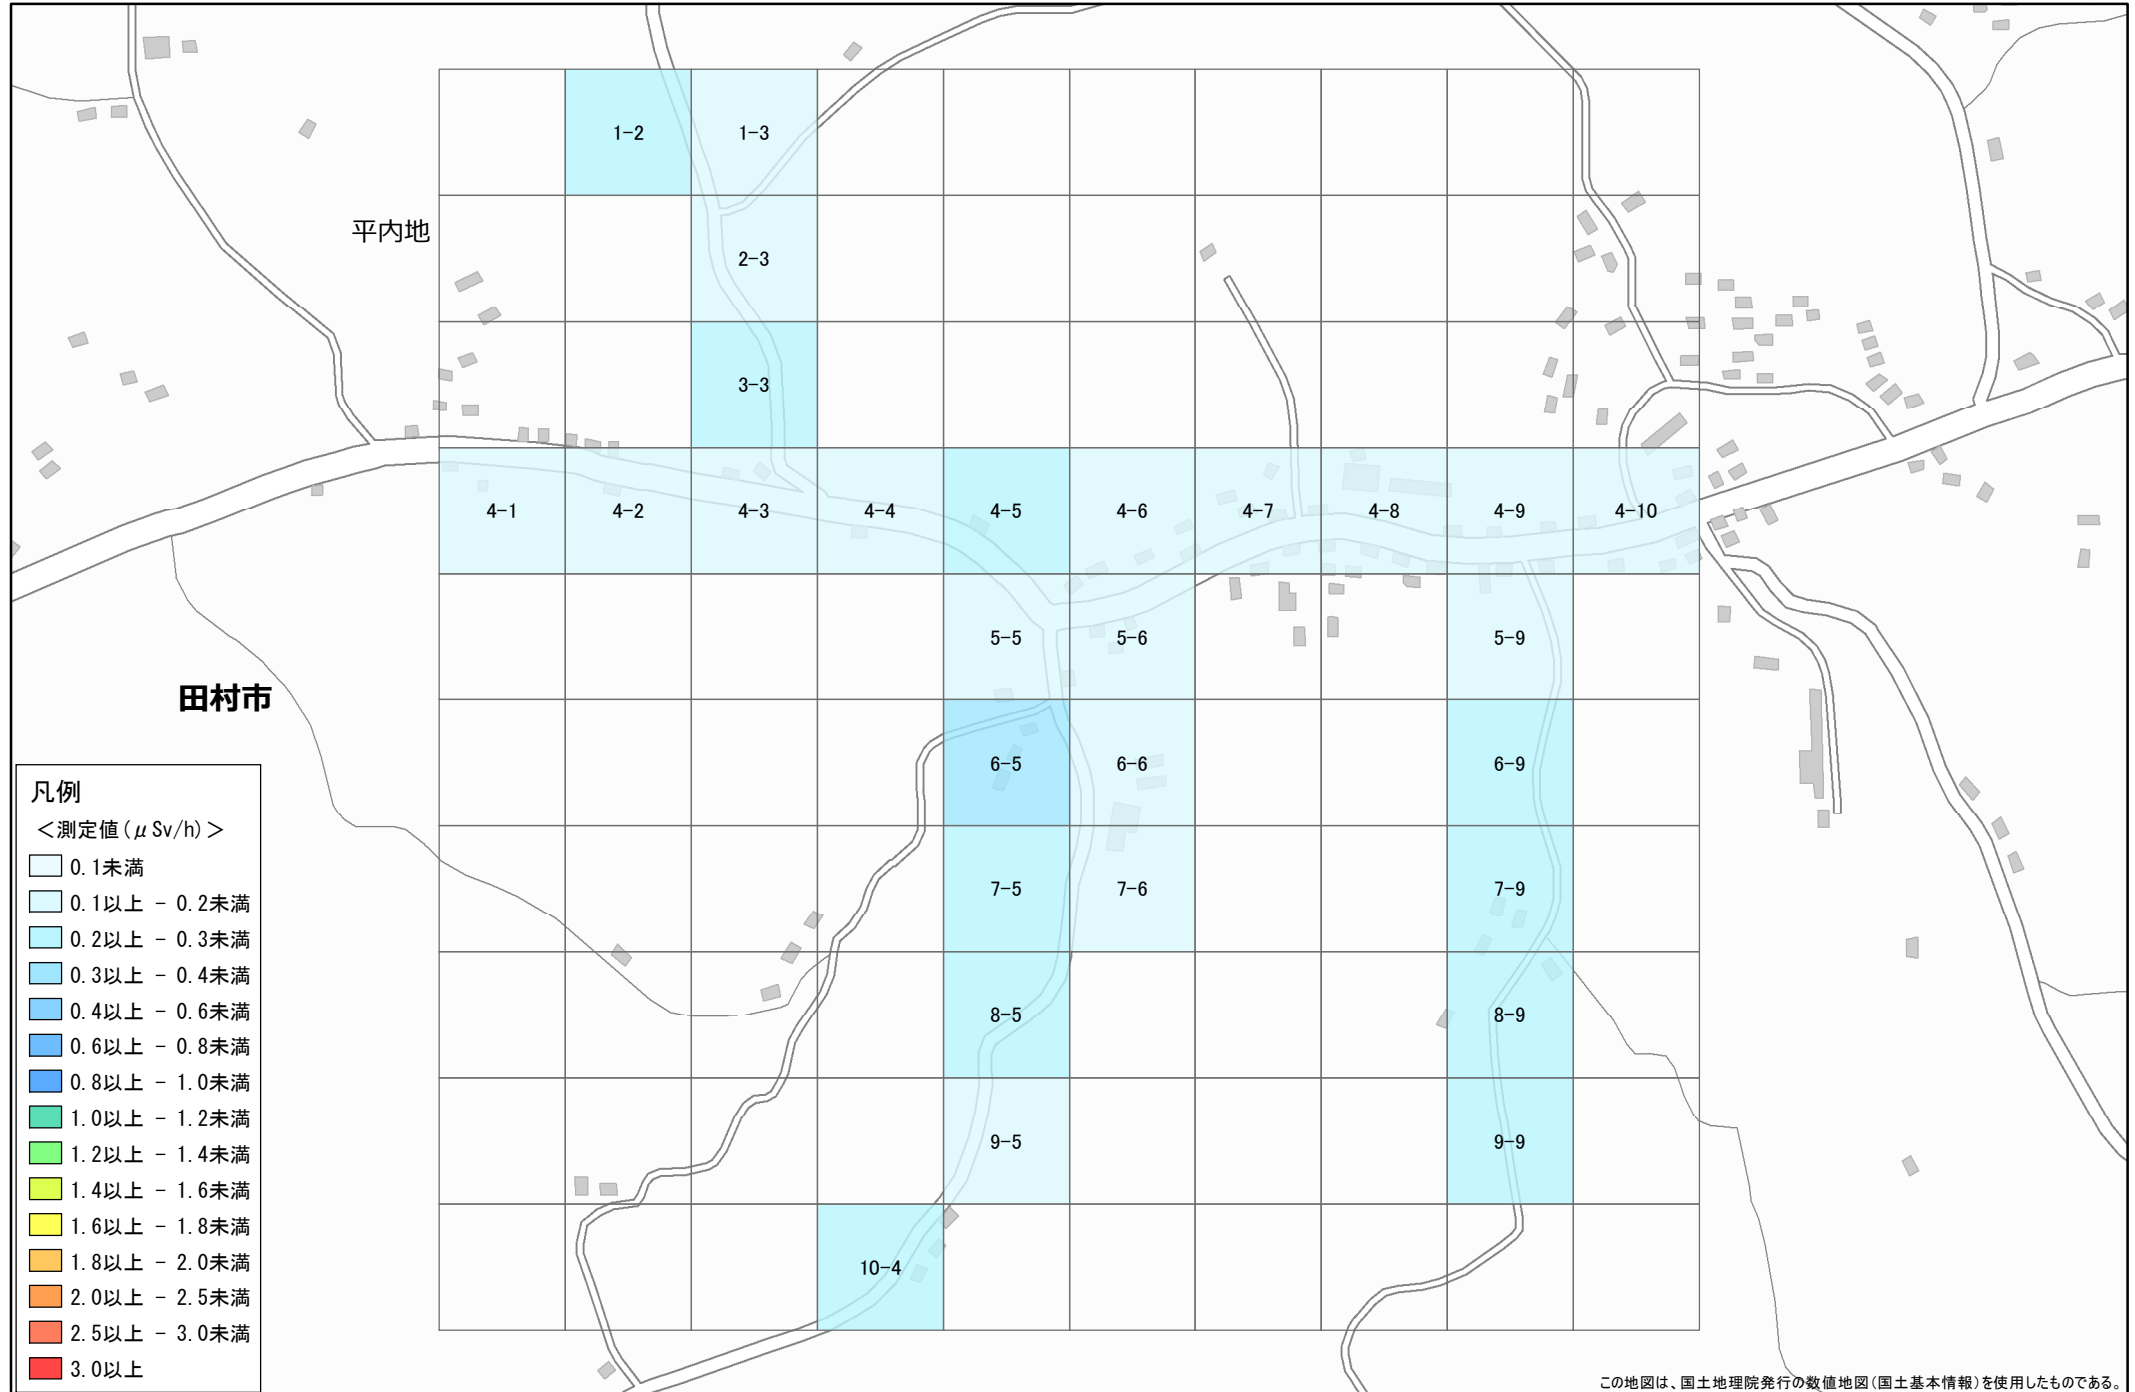 1-2
1-3
平内地
2-3
3-3
4-1
4-2
4-3
4-4
4-5
4-6
4-7
4-8
4-9
4-10
5-5
5-6
5-9
田村市
6-5
6-6
6-9
7-5
7-6
7-9
8-5
8-9
9-5
9-9
10-4
凡例
<測定値(μSv/h)>
0.1未満
0.1以上 - 0.2未満
0.2以上 - 0.3未満
0.3以上 - 0.4未満
0.4以上 - 0.6未満
0.6以上 - 0.8未満
0.8以上 - 1.0未満
1.0以上 - 1.2未満
1.2以上 - 1.4未満
1.4以上 - 1.6未満
1.6以上 - 1.8未満
1.8以上 - 2.0未満
2.0以上 - 2.5未満
2.5以上 - 3.0未満
3.0以上
この地図は、国土地理院発行の数値地図(国土基本情報)を使用したものである。